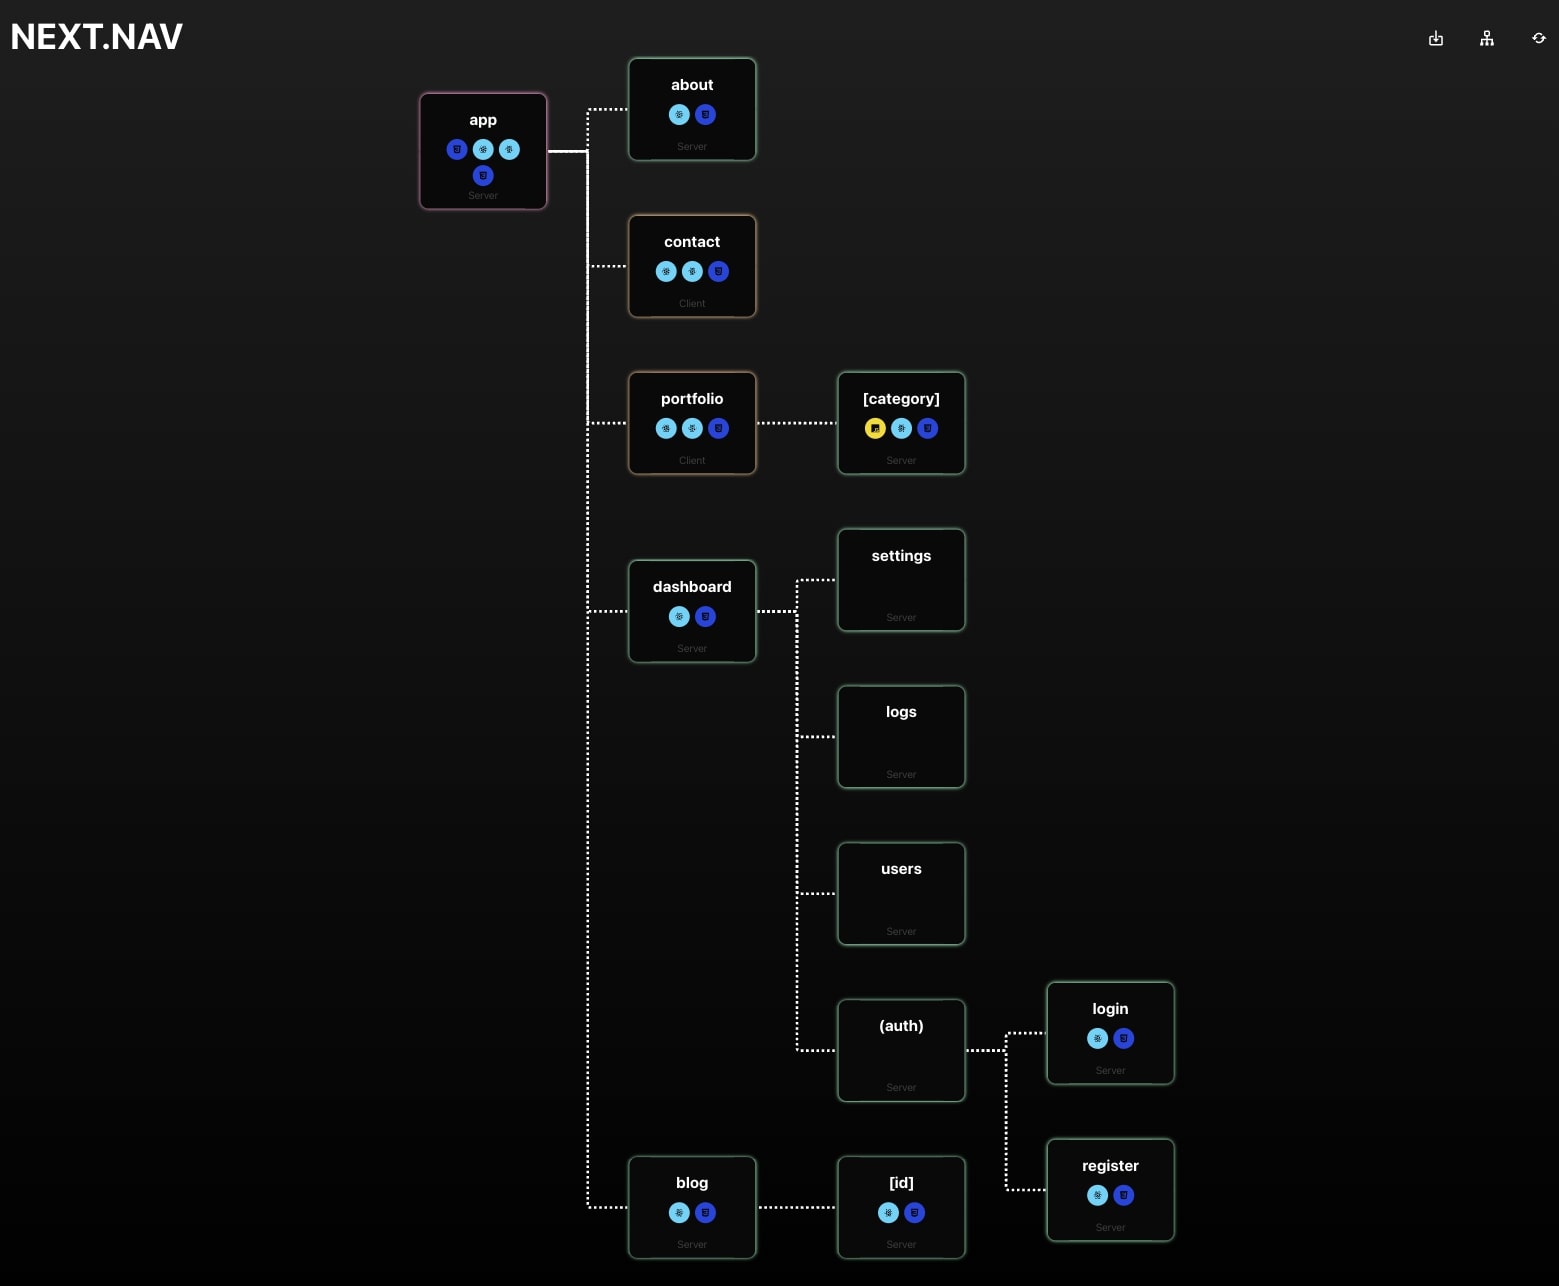 NEXT.NAV
app
Server
about
Server
contact
Client
portfolio
Client
[category]
Server
dashboard
Server
settings
Server
logs
Server
users
Server
(auth)
Server
login
Server
register
Server
blog
Server
[id]
Server